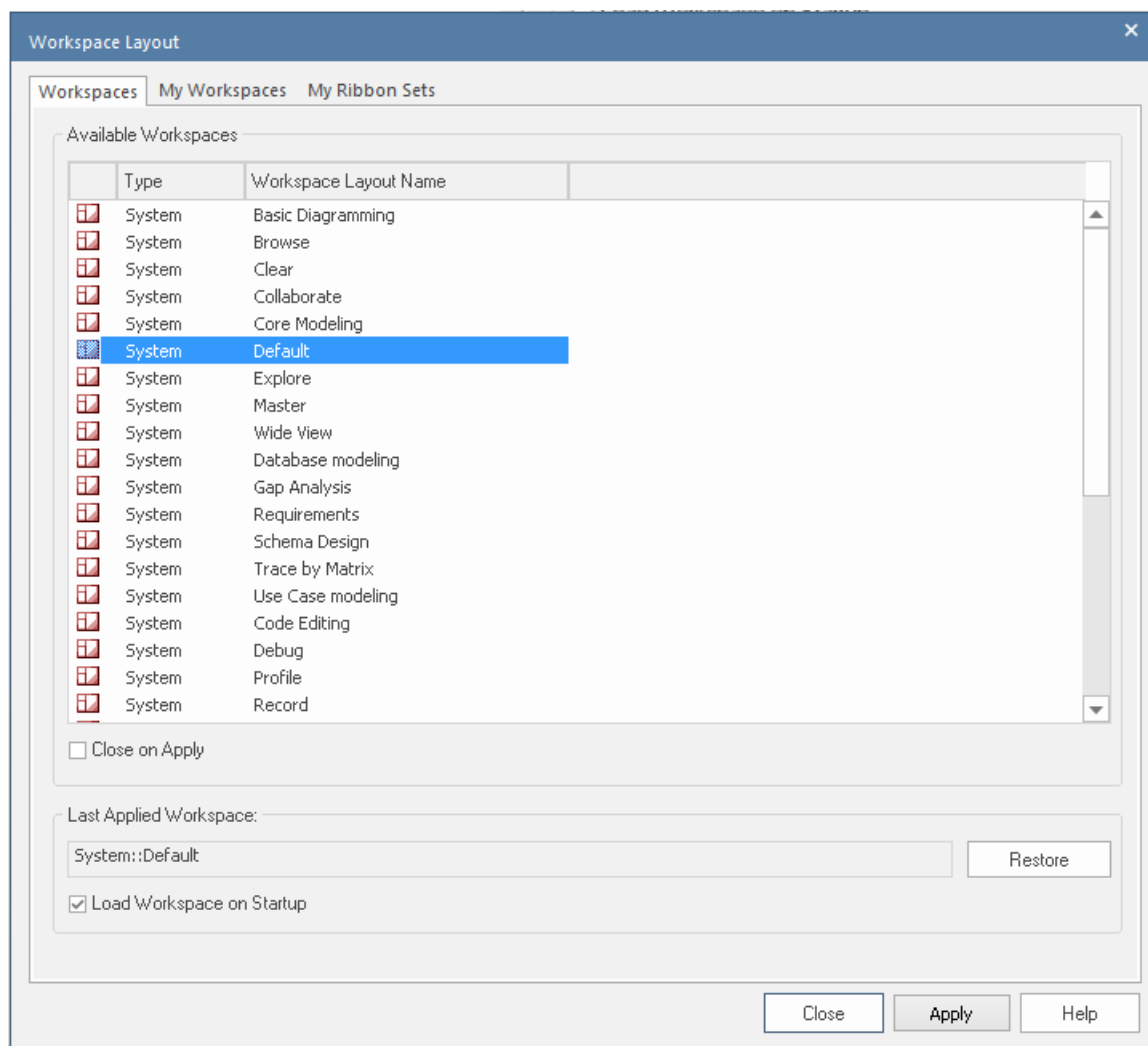 Workspace Layout
Workspaces My Workspaces My Ribbon Sets
Available Workspaces
Type Workspace Layout Name
System Basic Diagramming
System Browse
System Clear
System Collaborate
System Core Modeling
System Default
System Explore
System Master
System Wide View
System Database modeling
System Gap Analysis
System Requirements
System Schema Design
System Trace by Matrix
System Use Case modeling
System Code Editing
System Debug
System Profile
System Record
Close on Apply
Last Applied Workspace:
System::Default
Restore
Load Workspace on Startup
Close Apply Help